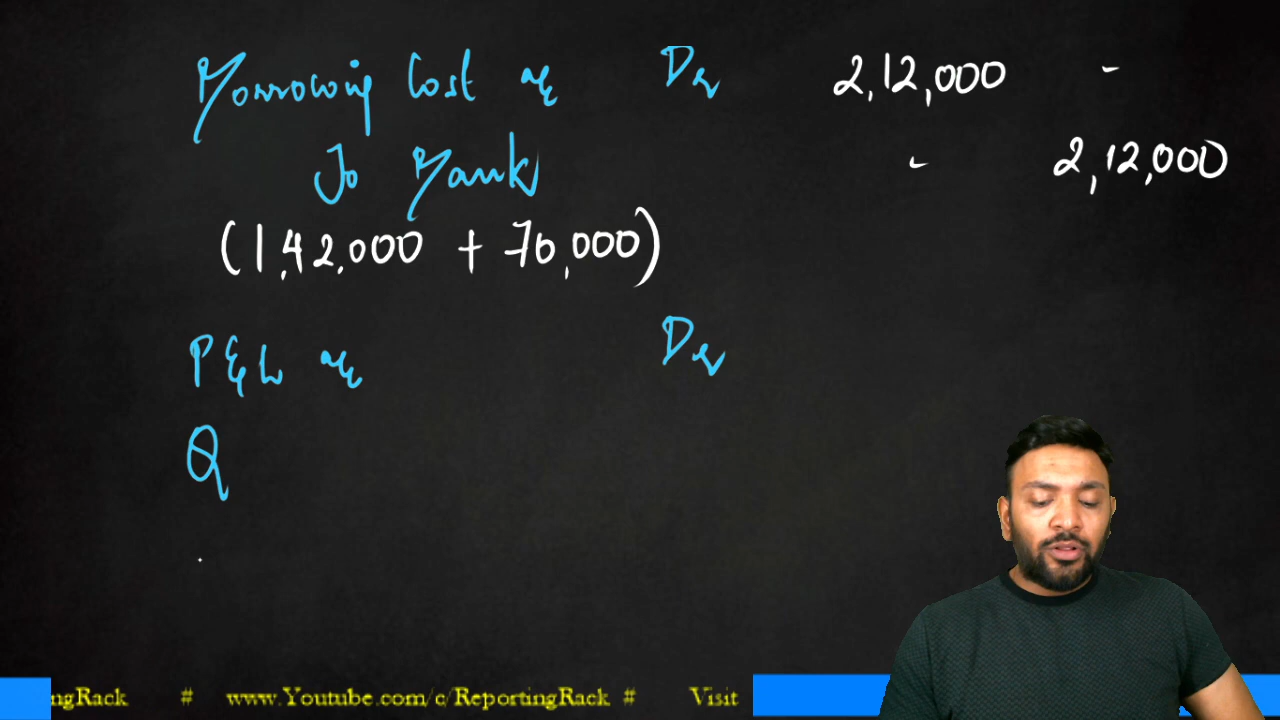 Borrowing Cost a/c Dr 2,12,000 -
To Bank - 2,12,000
(1,42,000 + 70,000)
P&L a/c Dr
Q
ngRack # www.Youtube.com/c/ReportingRack # Visit